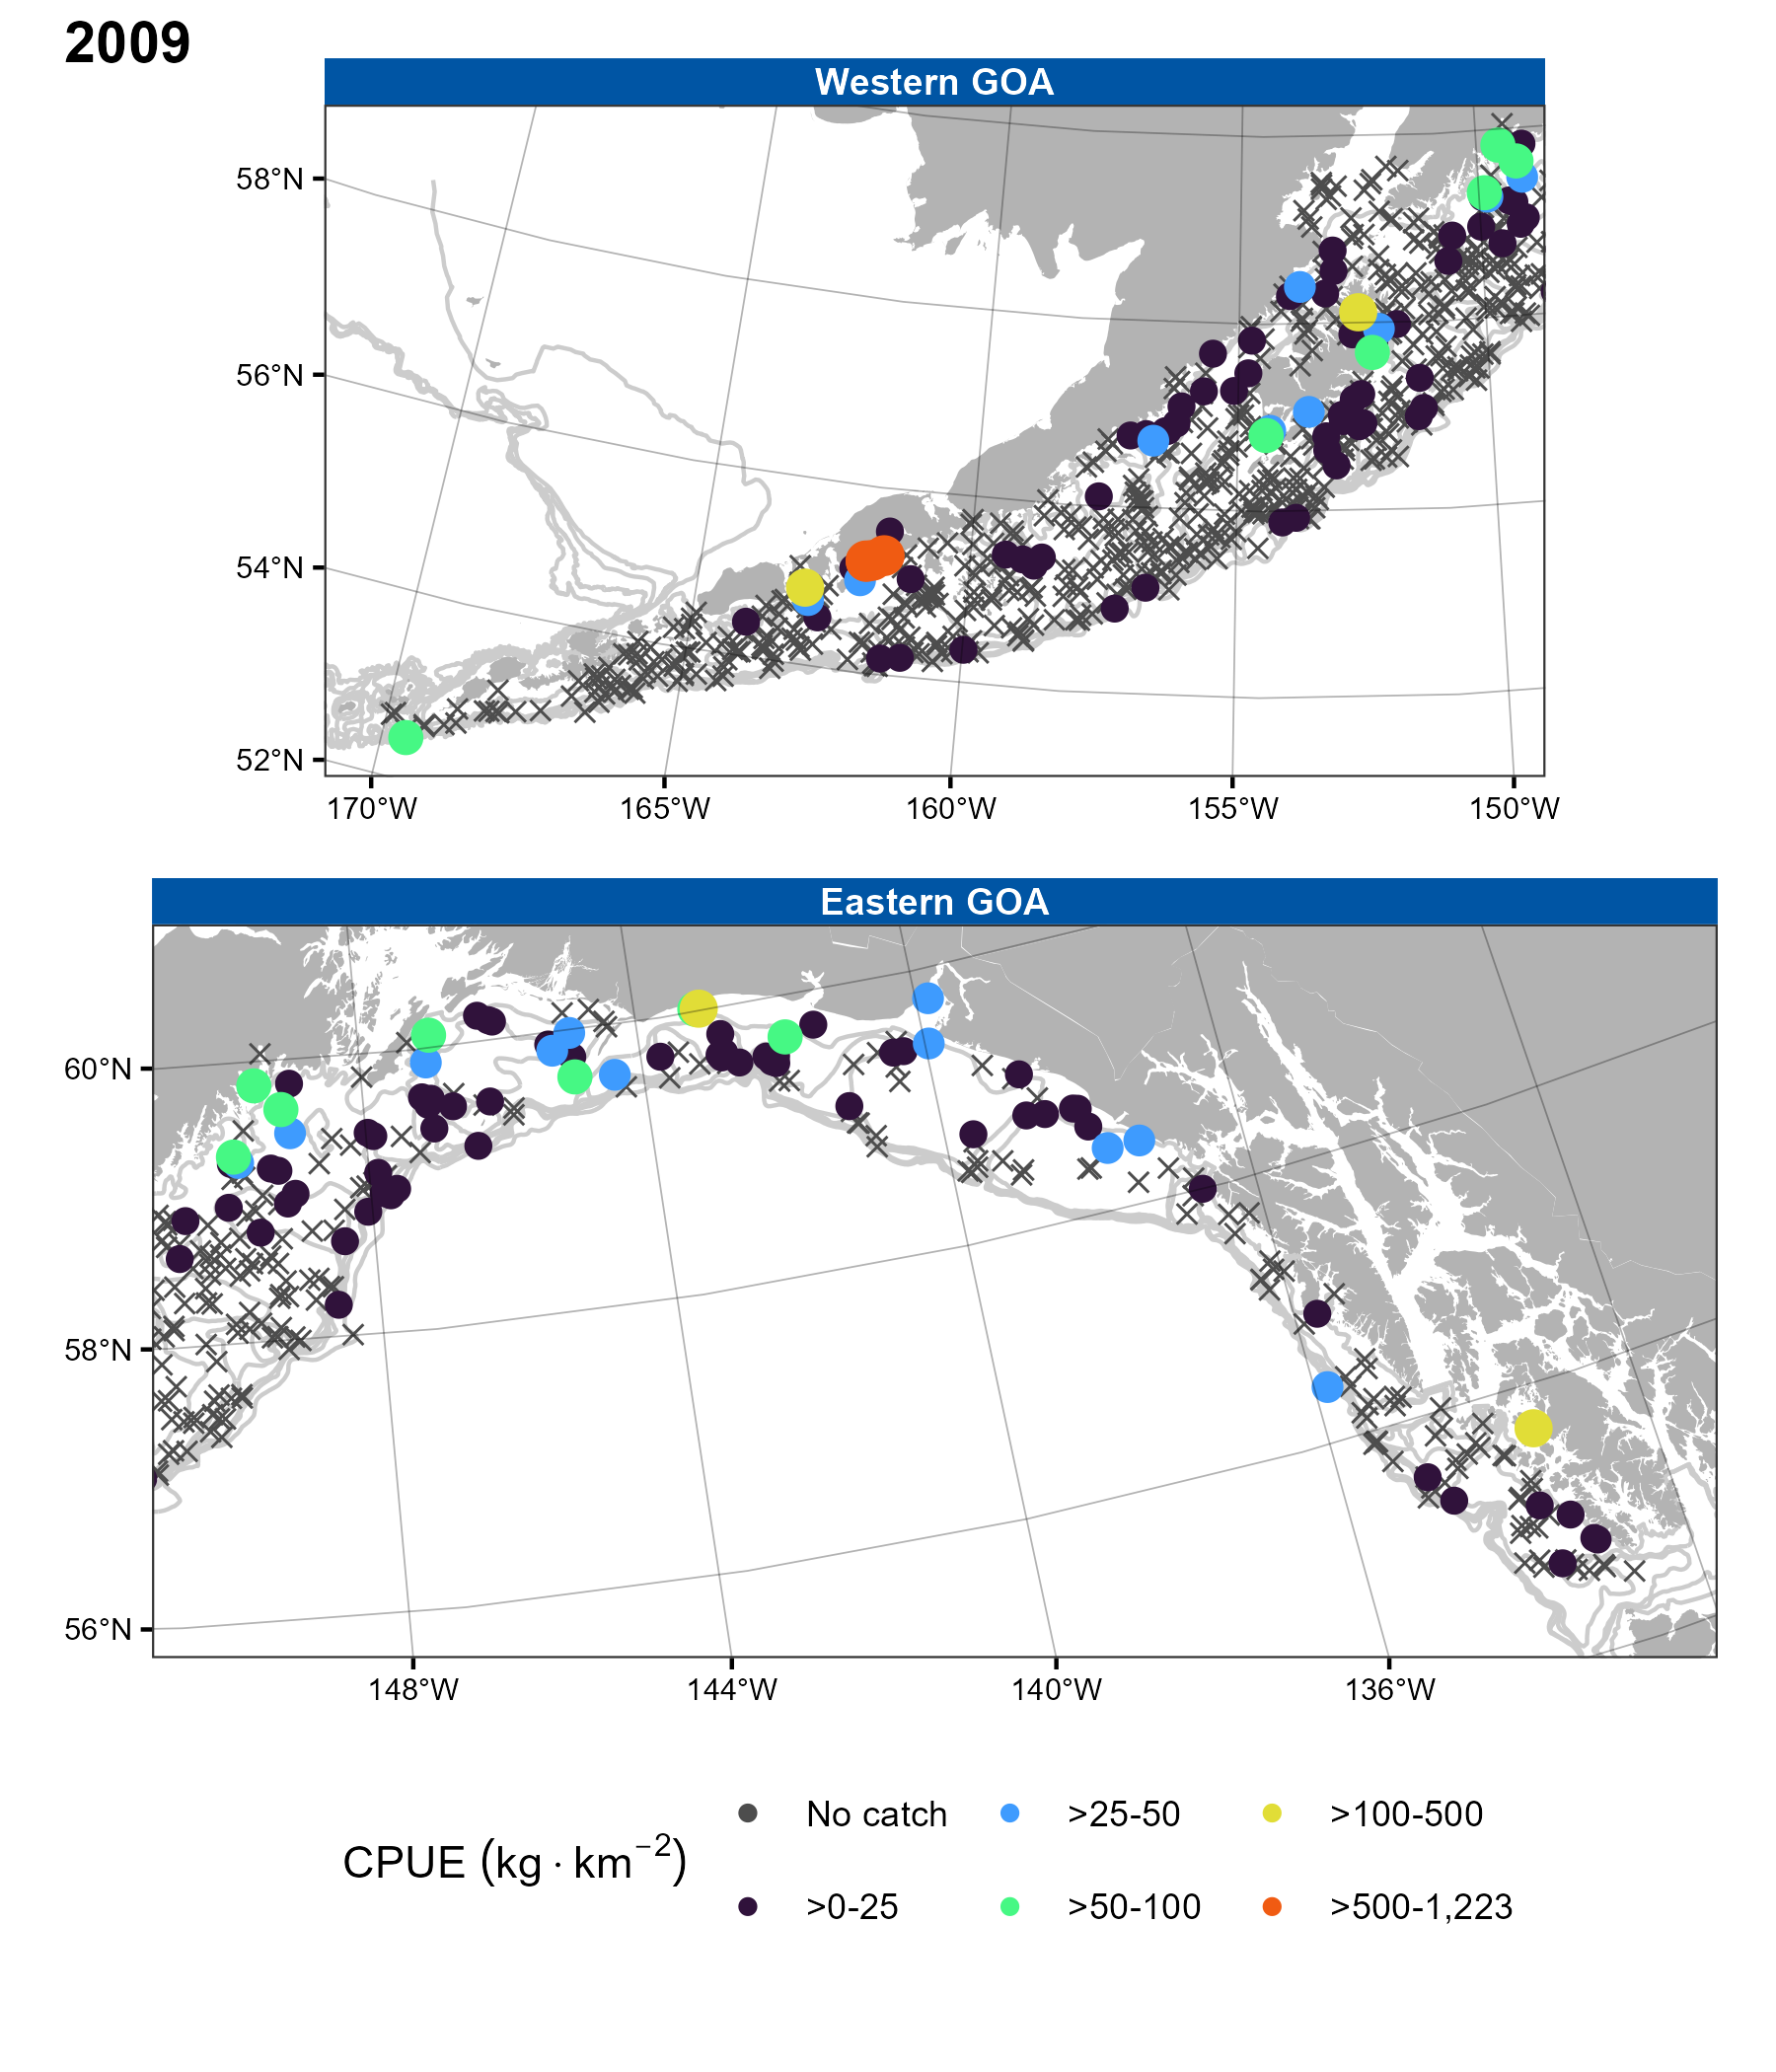 2009
Western GOA
58°N
56°N
54°N
52°N
170°W 165°W 160°W 155°W 150°W
Eastern GOA
60°N
58°N
56°N
148°W 144°W 140°W 136°W
CPUE (kg · km⁻²)
No catch >25-50 >100-500
>0-25 >50-100 >500-1,223